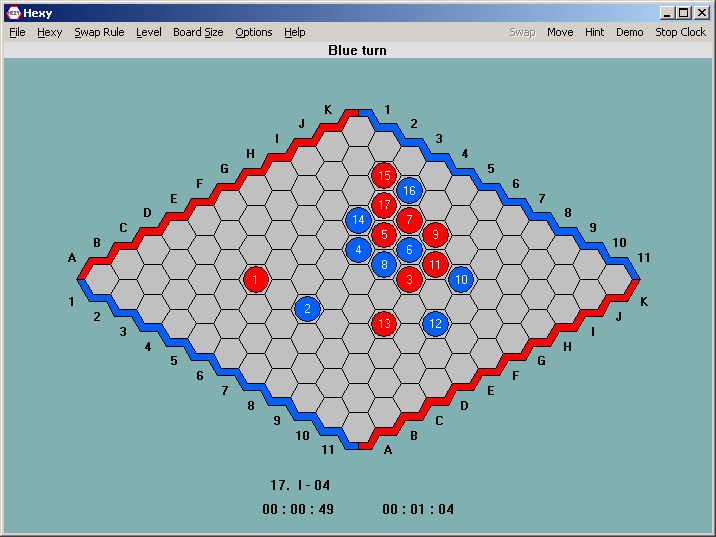 HEXY Hexy
File Hexy Swap Rule Level Board Size Options Help Swap Move Hint Demo Stop Clock
Blue turn
K 1
J 2
I 3
H 4
G 5
F 15 6
E 16 7
D 17 8
C 14 7 9
B 5 9 10
A 4 6 11
8 11
1 1 3 10 K
2 2 J
3 13 12 I
4 H
5 G
6 F
7 E
8 D
9 C
10 B
11 A
17. I - 04
00 : 00 : 49 00 : 01 : 04